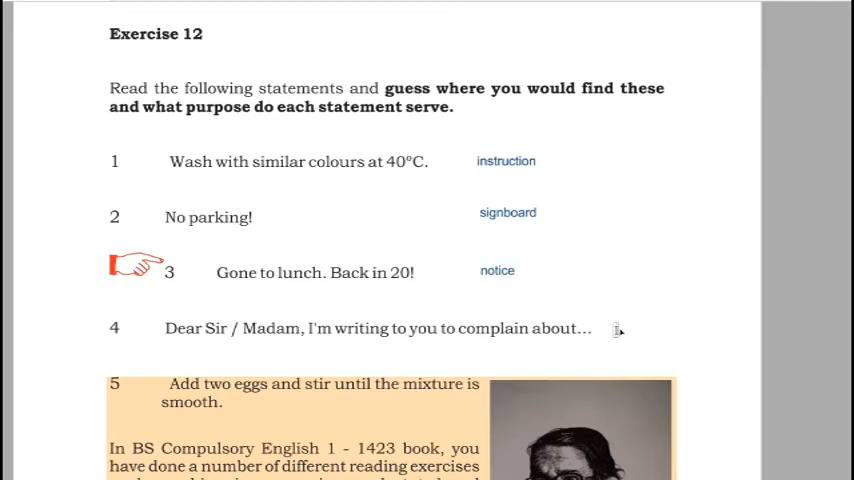 Exercise 12
Read the following statements and guess where you would find these
and what purpose do each statement serve.
1 Wash with similar colours at 40°C. instruction
2 No parking! signboard
3 Gone to lunch. Back in 20! notice
4 Dear Sir / Madam, I'm writing to you to complain about...
5 Add two eggs and stir until the mixture is
smooth.
In BS Compulsory English 1 - 1423 book, you
have done a number of different reading exercises